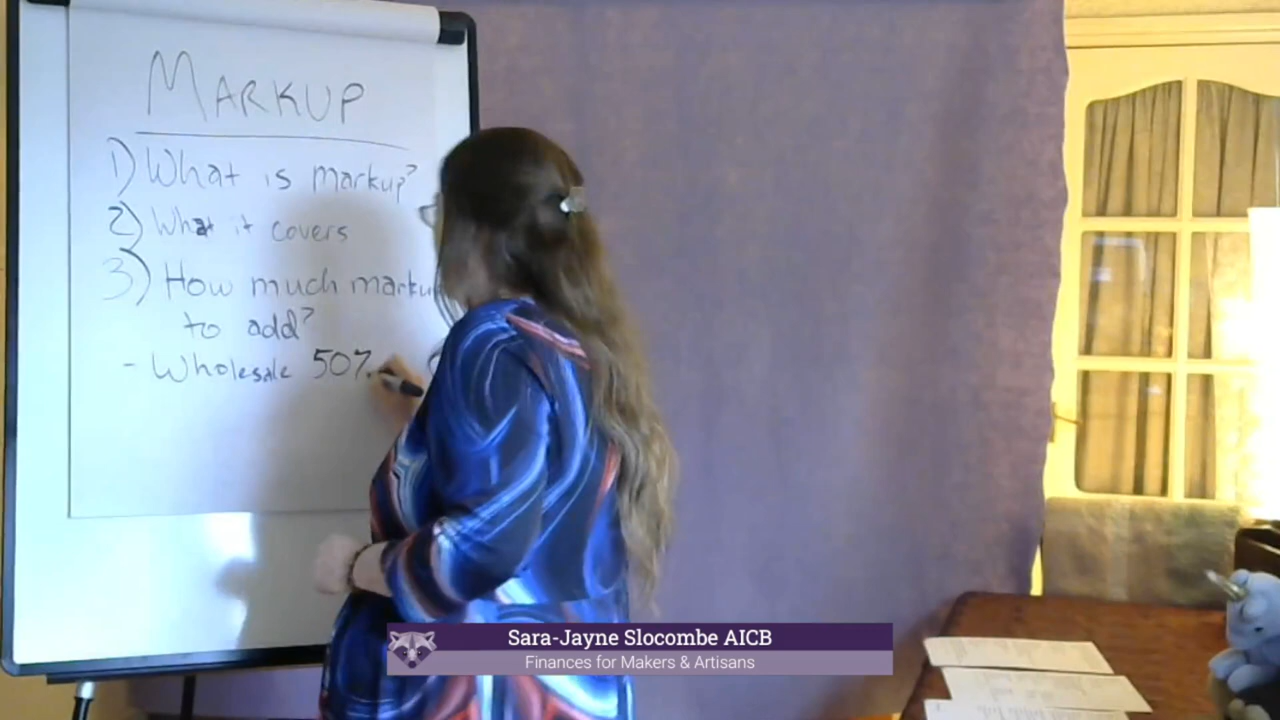 MARKUP
1) What is markup?
2) What it covers
3) How much marku
to add?
- Wholesale 50%
Sara-Jayne Slocombe AICB
Finances for Makers & Artisans